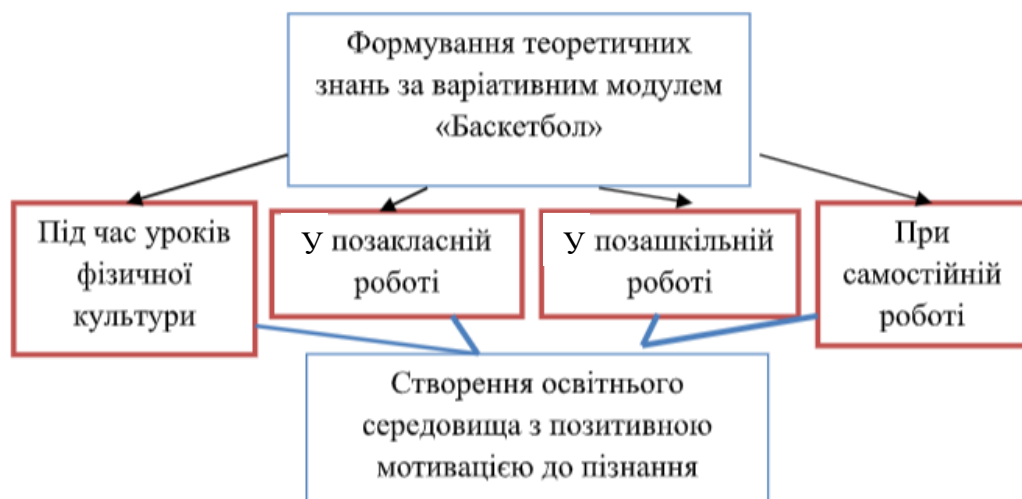 Формування теоретичних
знань за варіативним модулем
«Баскетбол»
Під час уроків
фізичної
культури
У позакласній
роботі
У позашкільній
роботі
При
самостійній
роботі
Створення освітнього
середовища з позитивною
мотивацією до пізнання